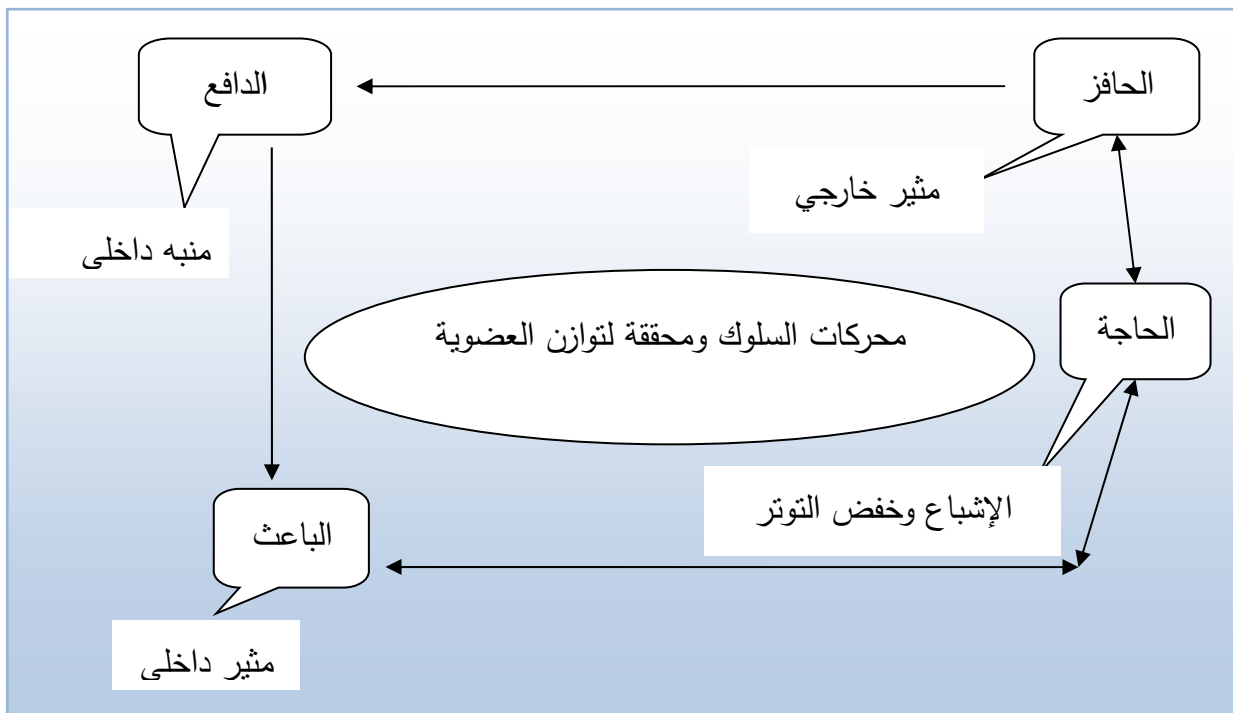 الحافز
الدافع
مثير خارجي
منبه داخلى
الحاجة
محركات السلوك ومحققة لتوازن العضوية
الإشباع وخفض التوتر
الباعث
مثير داخلى